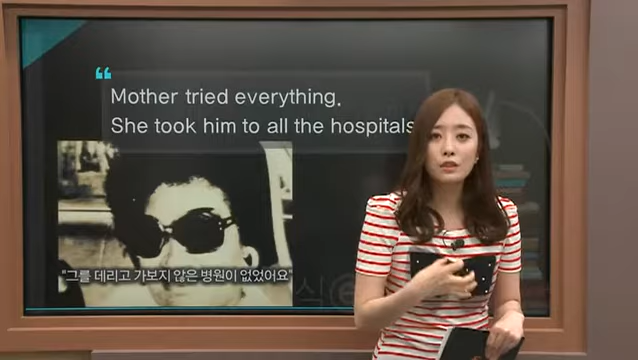 “
Mother tried everything.
She took him to all the hospitals
"그를 데리고 가보지 않은 병원이 없었어요"
식